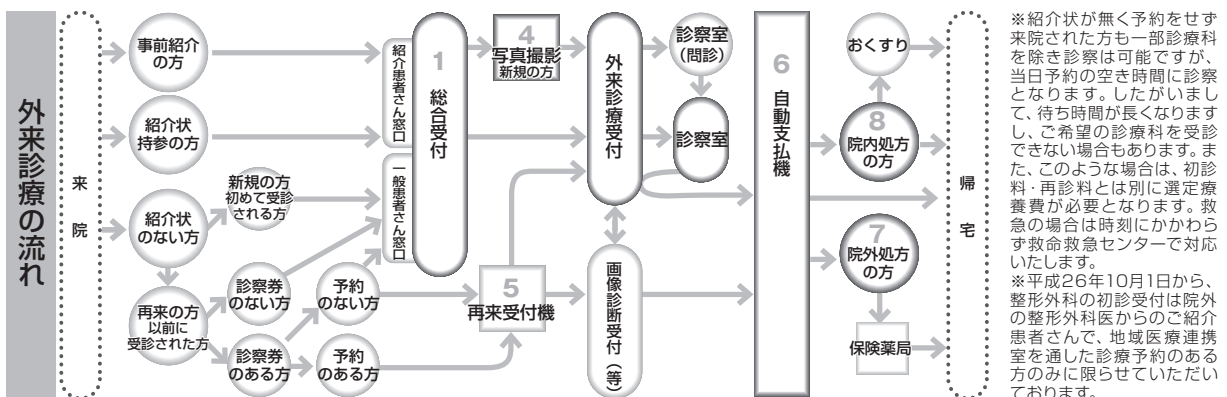 外来診療の流れ
来院
事前紹介
の方
紹介状
持参の方
紹介状
のない方
新規の方
初めて受診
される方
再来の方
以前に
受診された方
診察券
のない方
診察券
のある方
予約
のない方
予約
のある方
紹介患者さん窓口
一般患者さん窓口
1
総合受付
4
写真撮影
新規の方
5
再来受付機
外来診療受付
画像診断受付(等)
診察室
(問診)
診察室
6
自動支払機
おくすり
8
院内処方
の方
7
院外処方
の方
保険薬局
帰宅
※紹介状が無く予約をせず
来院された方も一部診療科
を除き診察は可能ですが、
当日予約の空き時間に診察
となります。したがいまし
て、待ち時間が長くなります
し、ご希望の診療科を受診
できない場合もあります。ま
た、このような場合は、初診
料・再診料とは別に選定療
養費が必要となります。救
急の場合は時刻にかかわら
ず救命救急センターで対応
いたします。
※平成26年10月1日から、
整形外科の初診受付は院外
の整形外科医からのご紹介
患者さんで、地域医療連携
室を通した診療予約のある
方のみに限らせていただい
ております。